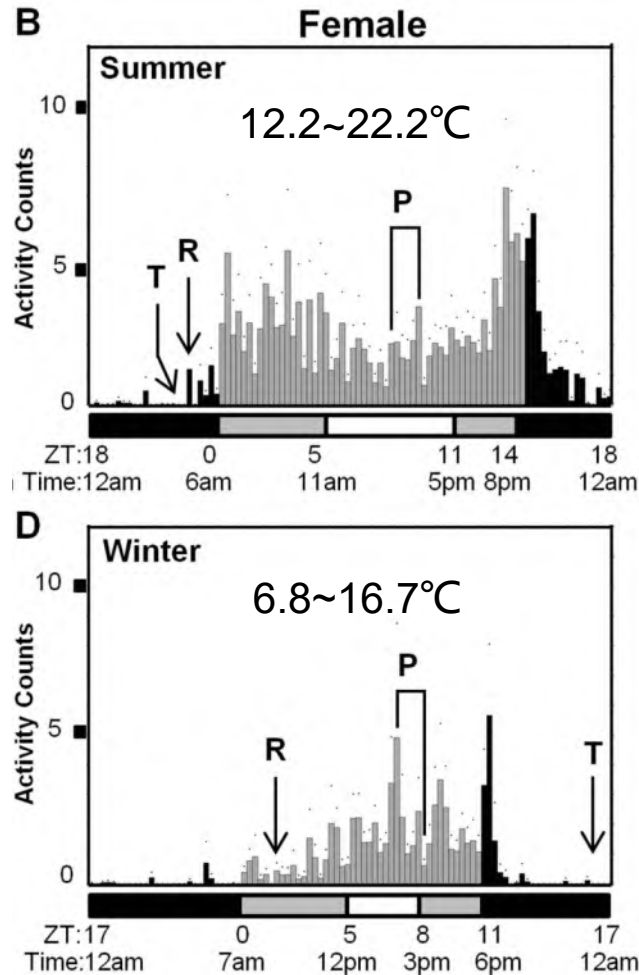 B
Female
Summer
12.2~22.2℃
10
Activity Counts
P
R
T
5
0
ZT:18 0 5 11 14 18
Time:12am 6am 11am 5pm 8pm 12am
D
Winter
10
6.8~16.7℃
Activity Counts
P
5
R
T
0
ZT:17 0 5 8 11 17
Time:12am 7am 12pm 3pm 6pm 12am